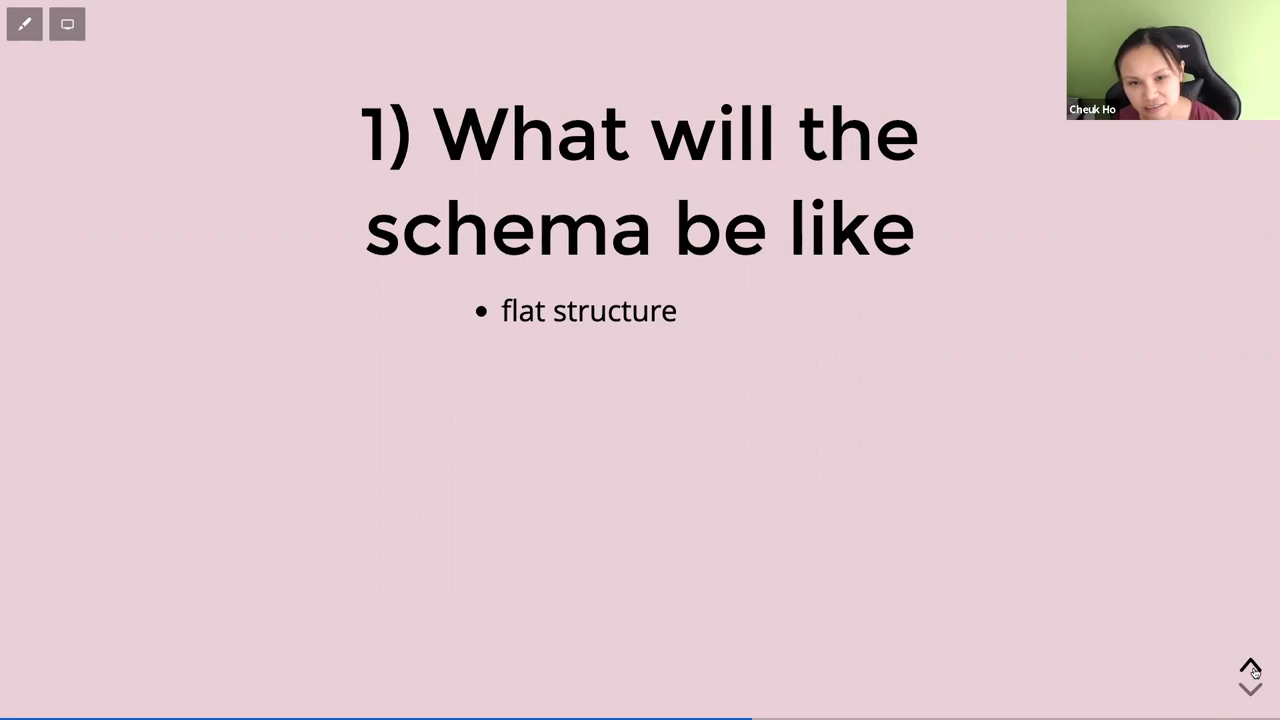 1) What will the
schema be like
• flat structure
Cheuk Ho